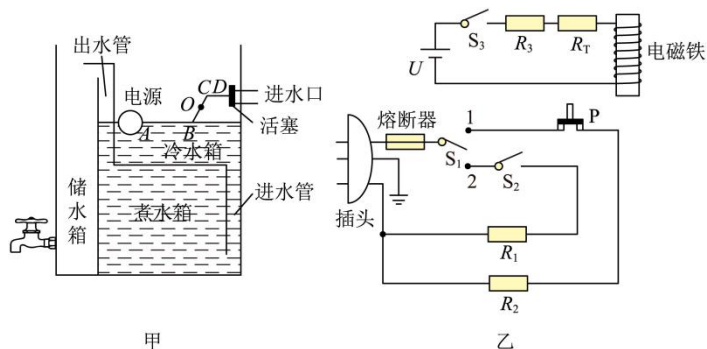 出水管
电源
O
C
D
进水口
活塞
A
B
冷水箱
储水箱
煮水箱
进水管
甲
S₃
R₃
R_T
电磁铁
U
熔断器
1
P
S₁
2
S₂
插头
R₁
R₂
乙